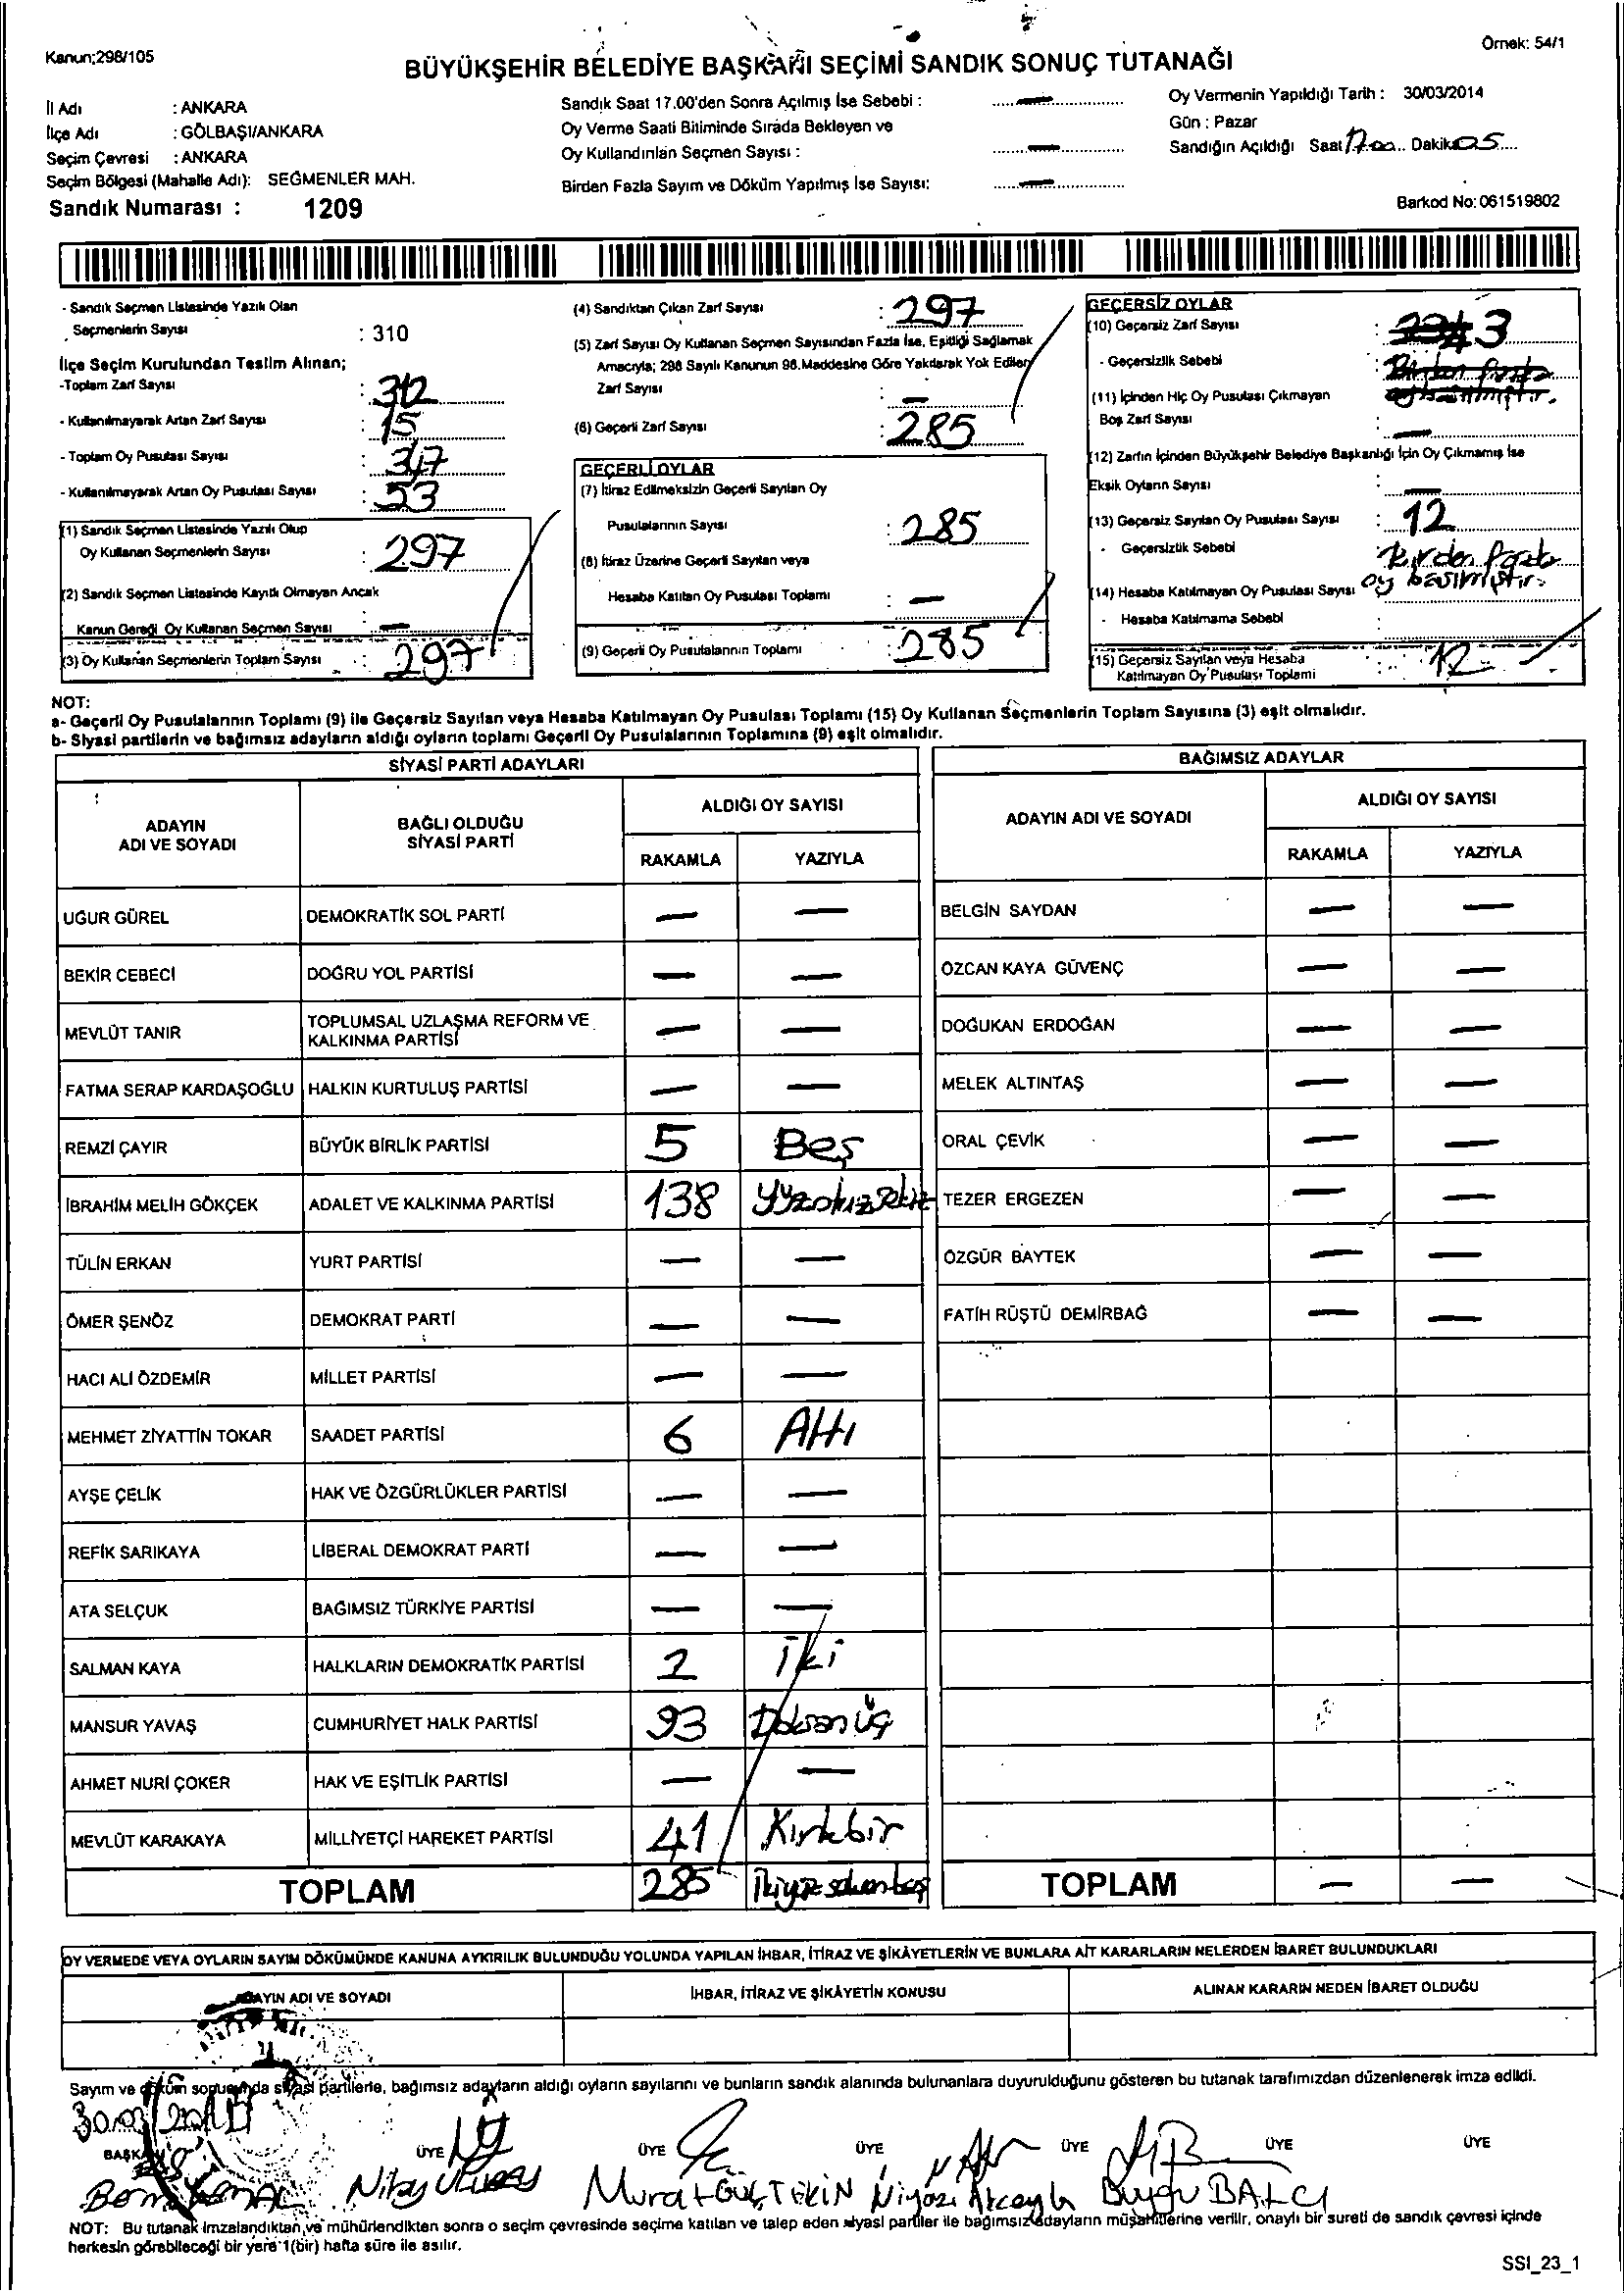 Kanun;298/105
Örnek: 54/1
BÜYÜKŞEHİR BELEDİYE BAŞKANI SEÇİMİ SANDIK SONUÇ TUTANAĞI
İl Adı : ANKARA
İlçe Adı : GÖLBAŞI/ANKARA
Seçim Çevresi : ANKARA
Seçim Bölgesi (Mahalle Adı): SEĞMENLER MAH.
Sandık Numarası : 1209
Sandık Saat 17.00'den Sonra Açılmış İse Sebebi : —
Oy Verme Saati Bitiminde Sırada Bekleyen ve
Oy Kullandırılan Seçmen Sayısı : —
Birden Fazla Sayım ve Döküm Yapılmış İse Sayısı: —
Oy Vermenin Yapıldığı Tarih : 30/03/2014
Gün : Pazar
Sandığın Açıldığı Saat 17.00 Dakika 05
Barkod No: 061519802
- Sandık Seçmen Listesinde Yazılı Olan
Seçmenlerin Sayısı : 310
İlçe Seçim Kurulundan Teslim Alınan;
-Toplam Zarf Sayısı : 312
- Kullanılmayarak Artan Zarf Sayısı : 15
- Toplam Oy Pusulası Sayısı :
- Kullanılmayarak Artan Oy Pusulası Sayısı : 53
(1) Sandık Seçmen Listesinde Yazılı Olup
Oy Kullanan Seçmenlerin Sayısı : 297
(2) Sandık Seçmen Listesinde Kayıtlı Olmayan Ancak
Kanun Gereği Oy Kullanan Seçmen Sayısı : —
(3) Oy Kullanan Seçmenlerin Toplam Sayısı : 297
(4) Sandıktan Çıkan Zarf Sayısı : 297
(5) Zarf Sayısı Oy Kullanan Seçmen Sayısından Fazla İse, Eşitliği Sağlamak
Amacıyla; 298 Sayılı Kanunun 98.Maddesine Göre Yakılarak Yok Edilen
Zarf Sayısı : —
(6) Geçerli Zarf Sayısı : 285
GEÇERLİ OYLAR
(7) İtiraz Edilmeksizin Geçerli Sayılan Oy
Pusulalarının Sayısı : 285
(8) İtiraz Üzerine Geçerli Sayılan veya
Hesaba Katılan Oy Pusulası Toplamı : —
(9) Geçerli Oy Pusulalarının Toplamı : 285
GEÇERSİZ OYLAR
(10) Geçersiz Zarf Sayısı : 3
- Geçersizlik Sebebi :
(11) İçinden Hiç Oy Pusulası Çıkmayan
Boş Zarf Sayısı : —
(12) Zarfın İçinden Büyükşehir Belediye Başkanlığı İçin Oy Çıkmamış İse
Eksik Oyların Sayısı : —
(13) Geçersiz Sayılan Oy Pusulası Sayısı : 12
- Geçersizlik Sebebi : Birden fazla
oy basılmıştır.
(14) Hesaba Katılmayan Oy Pusulası Sayısı
- Hesaba Katılmama Sebebi :
(15) Geçersiz Sayılan veya Hesaba
Katılmayan Oy Pusulası Toplamı : 12
NOT:
a- Geçerli Oy Pusulalarının Toplamı (9) ile Geçersiz Sayılan veya Hesaba Katılmayan Oy Pusulası Toplamı (15) Oy Kullanan Seçmenlerin Toplam Sayısına (3) eşit olmalıdır.
b- Siyasi partilerin ve bağımsız adayların aldığı oyların toplamı Geçerli Oy Pusulalarının Toplamına (9) eşit olmalıdır.
SİYASİ PARTİ ADAYLARI
ADAYIN ADI VE SOYADI BAĞLI OLDUĞU SİYASİ PARTİ ALDIĞI OY SAYISI
RAKAMLA YAZIYLA
UĞUR GÜREL DEMOKRATİK SOL PARTİ — —
BEKİR CEBECİ DOĞRU YOL PARTİSİ — —
MEVLÜT TANIR TOPLUMSAL UZLAŞMA REFORM VE KALKINMA PARTİSİ — —
FATMA SERAP KARDAŞOĞLU HALKIN KURTULUŞ PARTİSİ — —
REMZİ ÇAYIR BÜYÜK BİRLİK PARTİSİ 5 Beş
İBRAHİM MELİH GÖKÇEK ADALET VE KALKINMA PARTİSİ 138 Yüzotuzsekiz
TÜLİN ERKAN YURT PARTİSİ — —
ÖMER ŞENÖZ DEMOKRAT PARTİ — —
HACI ALİ ÖZDEMİR MİLLET PARTİSİ — —
MEHMET ZİYATTİN TOKAR SAADET PARTİSİ 6 Altı
AYŞE ÇELİK HAK VE ÖZGÜRLÜKLER PARTİSİ — —
REFİK SARIKAYA LİBERAL DEMOKRAT PARTİ — —
ATA SELÇUK BAĞIMSIZ TÜRKİYE PARTİSİ — —
SALMAN KAYA HALKLARIN DEMOKRATİK PARTİSİ 2 İki
MANSUR YAVAŞ CUMHURİYET HALK PARTİSİ 93 Doksanüç
AHMET NURİ ÇOKER HAK VE EŞİTLİK PARTİSİ — —
MEVLÜT KARAKAYA MİLLİYETÇİ HAREKET PARTİSİ 41 Kırkbir
TOPLAM 285 İkiyüzseksenbeş
BAĞIMSIZ ADAYLAR
ADAYIN ADI VE SOYADI ALDIĞI OY SAYISI
RAKAMLA YAZIYLA
BELGİN SAYDAN — —
ÖZCAN KAYA GÜVENÇ — —
DOĞUKAN ERDOĞAN — —
MELEK ALTINTAŞ — —
ORAL ÇEVİK — —
TEZER ERGEZEN — —
ÖZGÜR BAYTEK — —
FATİH RÜŞTÜ DEMİRBAĞ — —
TOPLAM — —
OY VERMEDE VEYA OYLARIN SAYIM DÖKÜMÜNDE KANUNA AYKIRILIK BULUNDUĞU YOLUNDA YAPILAN İHBAR, İTİRAZ VE ŞİKÂYETLERİN VE BUNLARA AİT KARARLARIN NELERDEN İBARET BULUNDUKLARI
ADAYIN ADI VE SOYADI İHBAR, İTİRAZ VE ŞİKÂYETİN KONUSU ALINAN KARARIN NEDEN İBARET OLDUĞU
Sayım ve döküm sonucunda siyasi partilerle, bağımsız adayların aldığı oyların sayılarını ve bunların sandık alanında bulunanlara duyurulduğunu gösteren bu tutanak tarafımızdan düzenlenerek imza edildi.
30.03.2014
BAŞKAN ÜYE ÜYE ÜYE ÜYE ÜYE ÜYE
Murat GÜLTEKİN Niyazi Akcaylı Duygu BALCI
NOT: Bu tutanak imzalandıktan ve mühürlendikten sonra o seçim çevresinde seçime katılan ve talep eden siyasi partiler ile bağımsız adayların müşahitlerine verilir, onaylı bir sureti de sandık çevresi içinde
herkesin görebileceği bir yere 1(bir) hafta süre ile asılır.
SSI_23_1